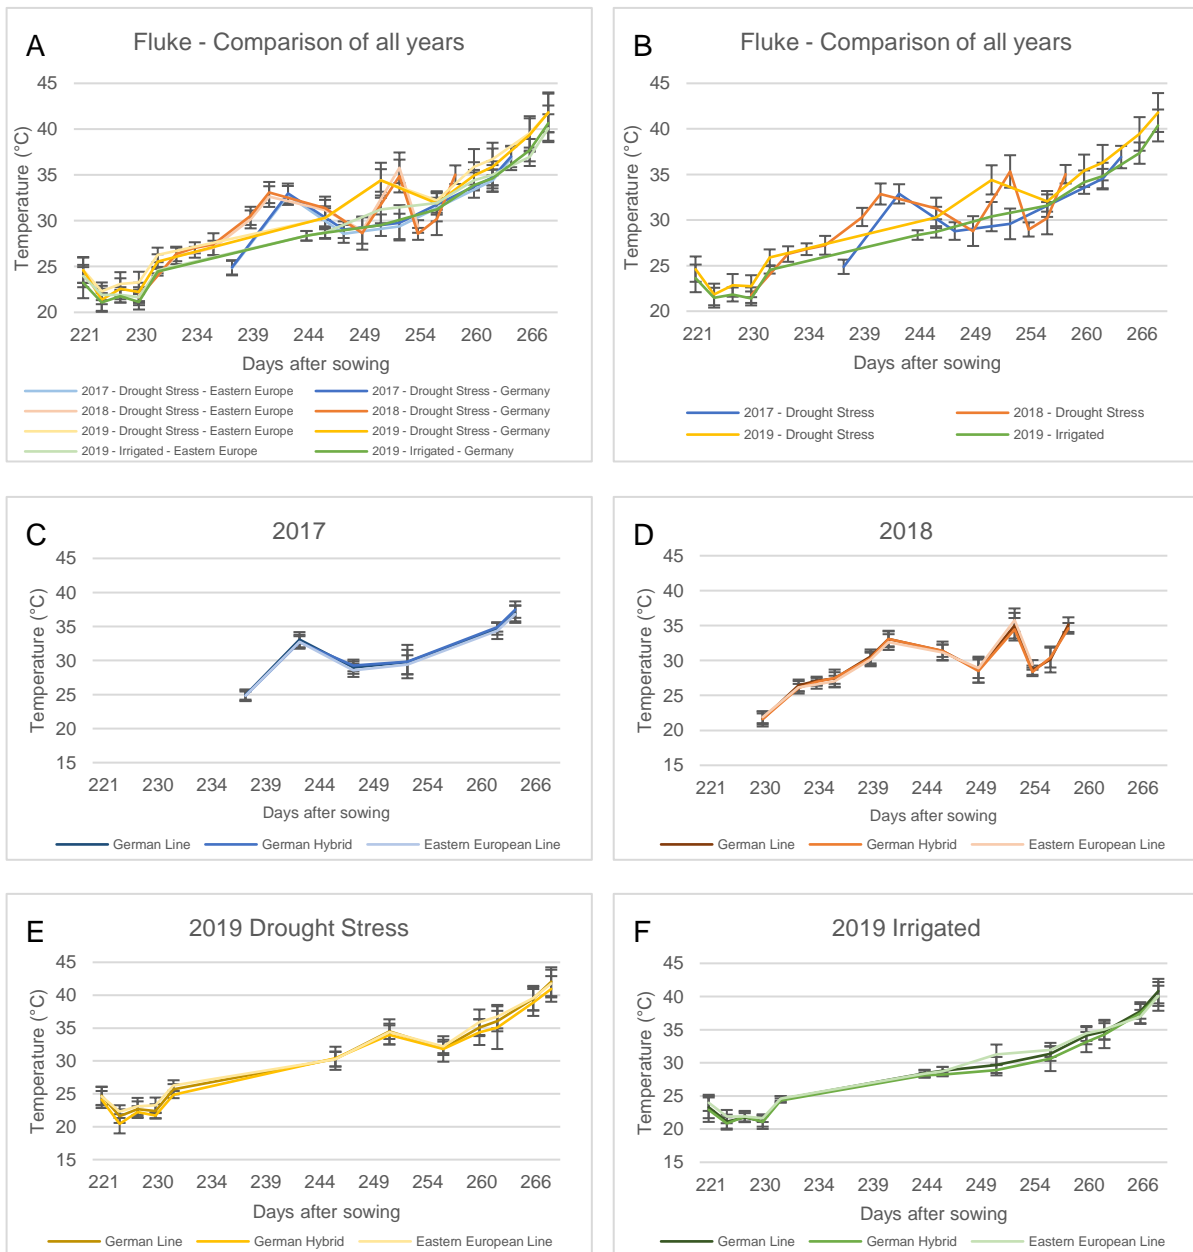 A
Fluke - Comparison of all years
45
40
35
30
25
20
Temperature (°C)
221 230 234 239 244 249 254 260 266
Days after sowing
2017 - Drought Stress - Eastern Europe 2017 - Drought Stress - Germany
2018 - Drought Stress - Eastern Europe 2018 - Drought Stress - Germany
2019 - Drought Stress - Eastern Europe 2019 - Drought Stress - Germany
2019 - Irrigated - Eastern Europe 2019 - Irrigated - Germany
B
Fluke - Comparison of all years
45
40
35
30
25
20
Temperature (°C)
221 230 234 239 244 249 254 260 266
Days after sowing
2017 - Drought Stress 2018 - Drought Stress
2019 - Drought Stress 2019 - Irrigated
C
2017
45
40
35
30
25
20
15
Temperature (°C)
221 230 234 239 244 249 254 260 266
Days after sowing
German Line German Hybrid Eastern European Line
D
2018
45
40
35
30
25
20
15
Temperature (°C)
221 230 234 239 244 249 254 260 266
Days after sowing
German Line German Hybrid Eastern European Line
E
2019 Drought Stress
45
40
35
30
25
20
15
Temperature (°C)
221 230 234 239 244 249 254 260 266
Days after sowing
German Line German Hybrid Eastern European Line
F
2019 Irrigated
45
40
35
30
25
20
15
Temperature (°C)
221 230 234 239 244 249 254 260 266
Days after sowing
German Line German Hybrid Eastern European Line